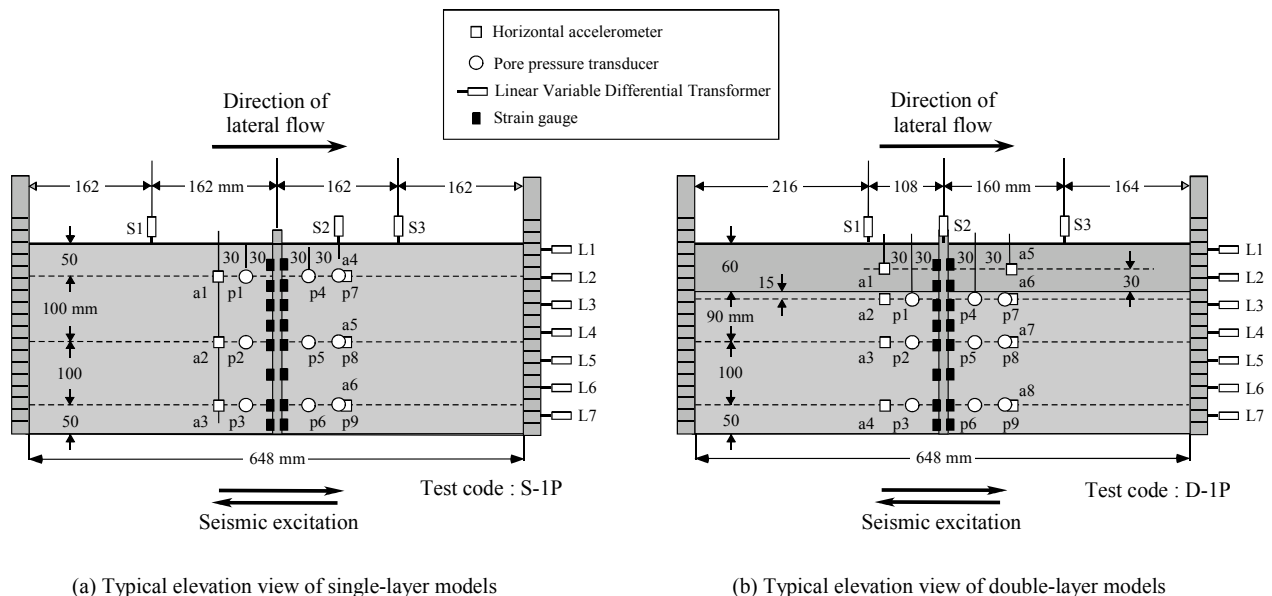 Horizontal accelerometer
Pore pressure transducer
Linear Variable Differential Transformer
Strain gauge
Direction of
lateral flow
162
162 mm
162
162
S1
S2
S3
50
30
30
30
30
a4
L1
a1
p1
p4
p7
L2
100 mm
L3
a5
L4
a2
p2
p5
p8
L5
100
a6
L6
a3
p3
p6
p9
L7
50
648 mm
Test code : S-1P
Seismic excitation
(a) Typical elevation view of single-layer models
Direction of
lateral flow
216
108
160 mm
164
S1
S2
S3
60
30
30
30
30
a5
L1
a1
a6
L2
15
30
90 mm
a2
p1
p4
p7
L3
a7
L4
a3
p2
p5
p8
L5
100
a8
L6
a4
p3
p6
p9
L7
50
648 mm
Test code : D-1P
Seismic excitation
(b) Typical elevation view of double-layer models